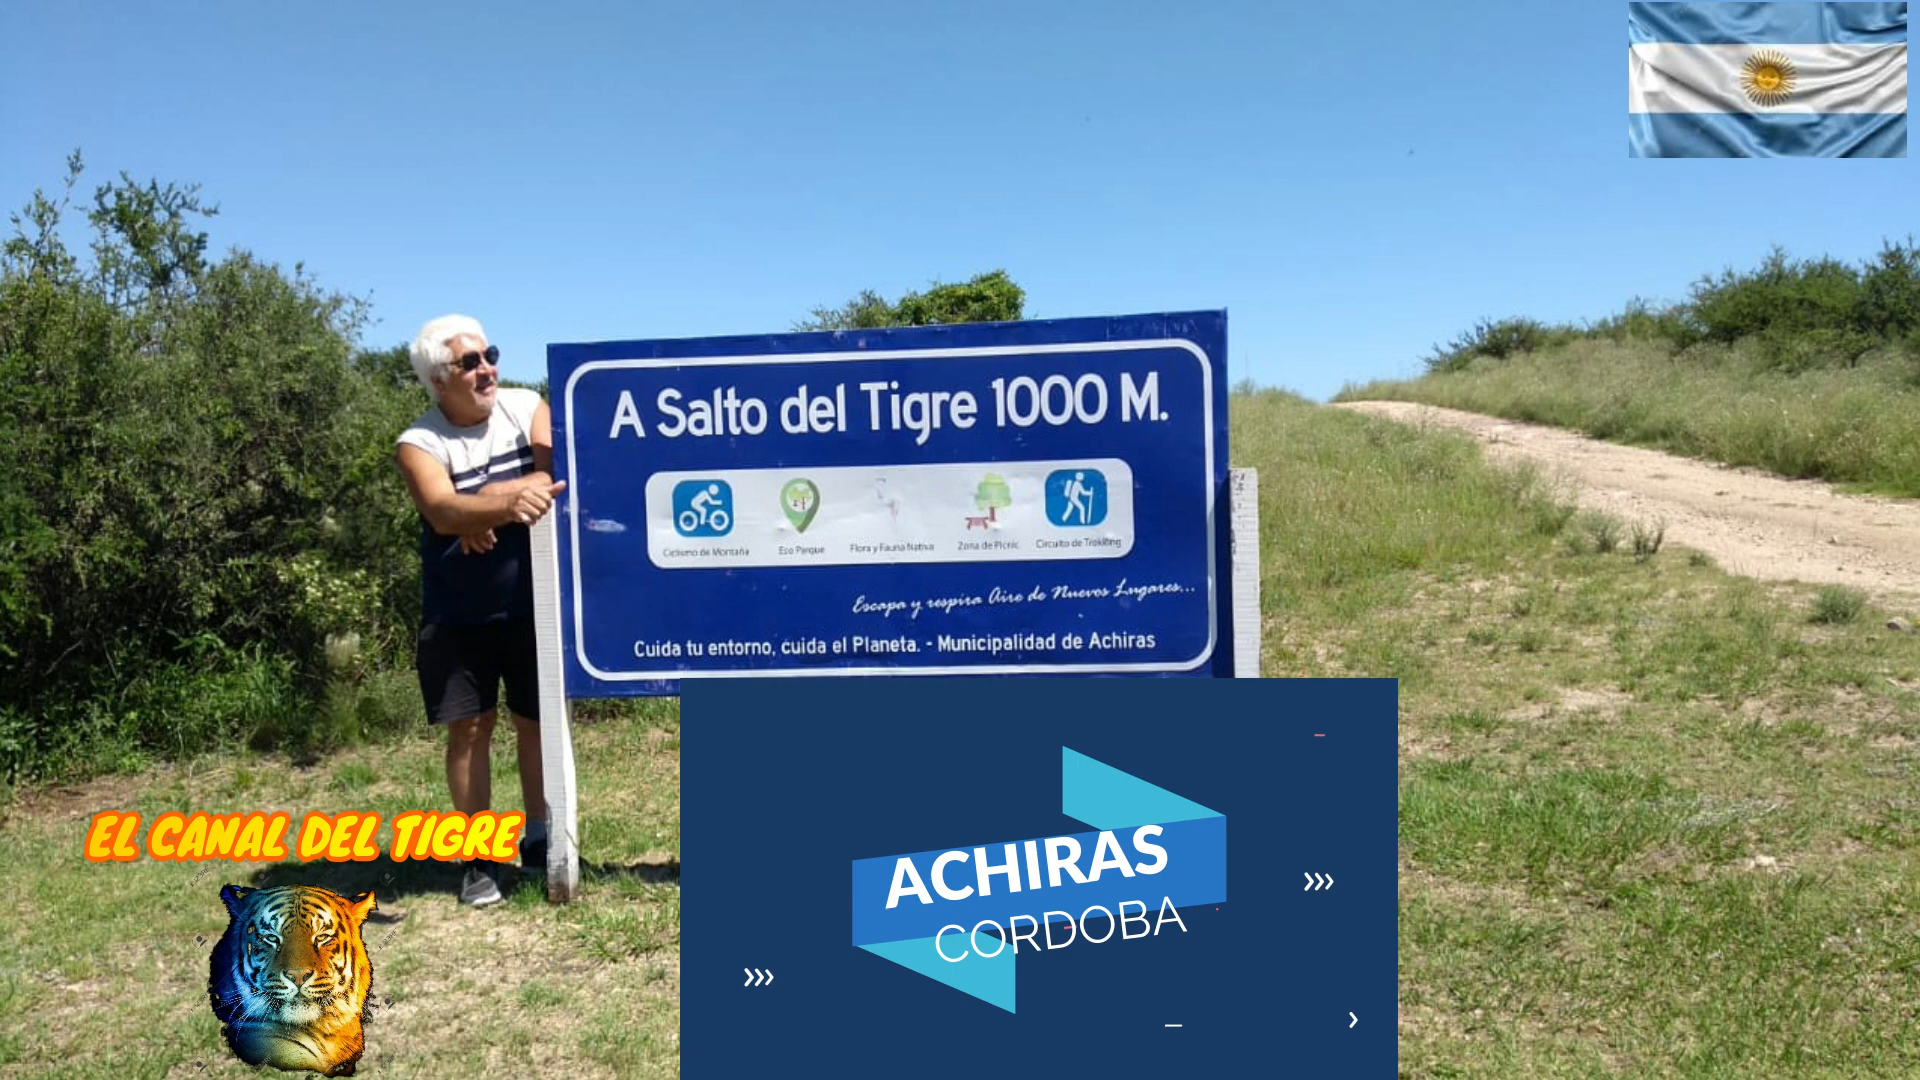 A Salto del Tigre 1000 M.
Ciclismo de Montaña
Eco Parque
Flora y Fauna Nativa
Zona de Picnic
Circuito de Trekking
Escapa y respira Aire de Nuevos Lugares...
Cuida tu entorno, cuida el Planeta. - Municipalidad de Achiras
EL CANAL DEL TIGRE
ACHIRAS
CORDOBA